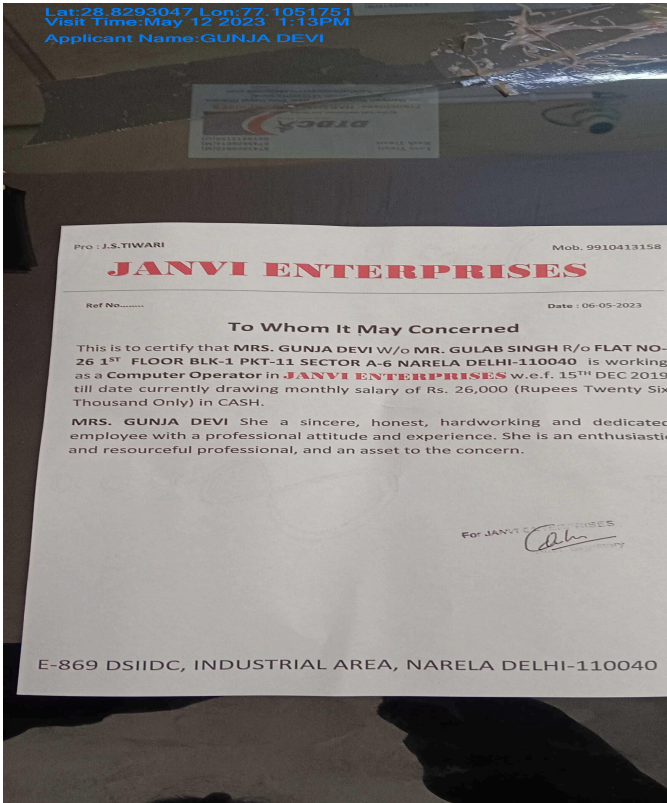 Lat:28.8293047 Lon:77.1051751
Visit Time:May 12 2023 1:13PM
Applicant Name:GUNJA DEVI
DTDC
Pro : J.S.TIWARI
Mob. 9910413158
JANVI ENTERPRISES
Ref No........
Date : 06-05-2023
To Whom It May Concerned
This is to certify that MRS. GUNJA DEVI W/o MR. GULAB SINGH R/o FLAT NO-
26 1ST FLOOR BLK-1 PKT-11 SECTOR A-6 NARELA DELHI-110040 is working
as a Computer Operator in JANVI ENTERPRISES w.e.f. 15TH DEC 2019
till date currently drawing monthly salary of Rs. 26,000 (Rupees Twenty Six
Thousand Only) in CASH.
MRS. GUNJA DEVI She a sincere, honest, hardworking and dedicated
employee with a professional attitude and experience. She is an enthusiasti
and resourceful professional, and an asset to the concern.
For JANVI ENTERPRISES
E-869 DSIIDC, INDUSTRIAL AREA, NARELA DELHI-110040